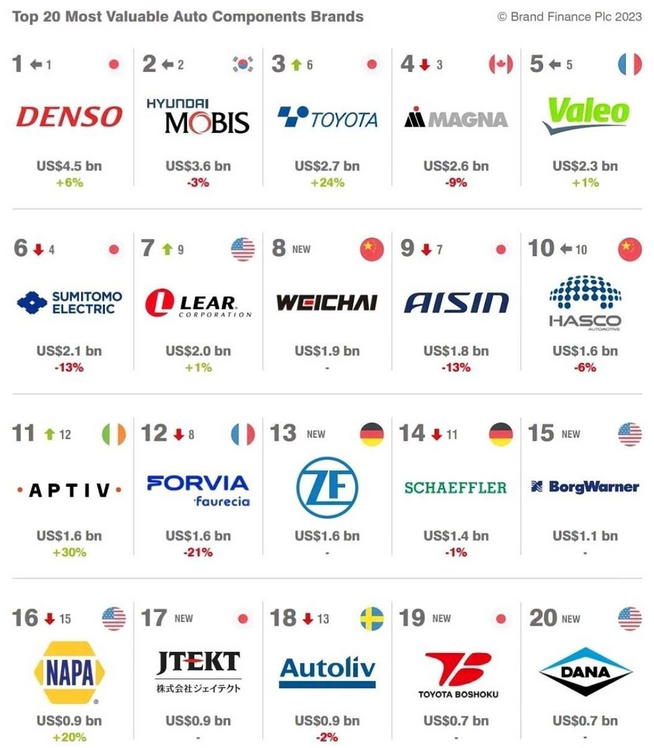 Top 20 Most Valuable Auto Components Brands
© Brand Finance Plc 2023
1 ← 1
DENSO
US$4.5 bn
+6%
2 ← 2
HYUNDAI
MOBIS
US$3.6 bn
-3%
3 ↑ 6
TOYOTA
US$2.7 bn
+24%
4 ↓ 3
MAGNA
US$2.6 bn
-9%
5 ← 5
Valeo
US$2.3 bn
+1%
6 ↓ 4
SUMITOMO
ELECTRIC
US$2.1 bn
-13%
7 ↑ 9
LEAR.
CORPORATION
US$2.0 bn
+1%
8 NEW
WEICHAI
US$1.9 bn
-
9 ↓ 7
AISIN
US$1.8 bn
-13%
10 ← 10
HASCO
AUTOMOTIVE
US$1.6 bn
-6%
11 ↑ 12
• APTIV •
US$1.6 bn
+30%
12 ↓ 8
FORVIA
faurecia
US$1.6 bn
-21%
13 NEW
ZF
US$1.6 bn
-
14 ↓ 11
SCHAEFFLER
US$1.4 bn
-1%
15 NEW
BorgWarner
US$1.1 bn
-
16 ↓ 15
NAPA
®
US$0.9 bn
+20%
17 NEW
JTEKT
株式会社ジェイテクト
US$0.9 bn
-
18 ↓ 13
Autoliv
US$0.9 bn
-2%
19 NEW
TB
TOYOTA BOSHOKU
US$0.7 bn
-
20 NEW
DANA
US$0.7 bn
-